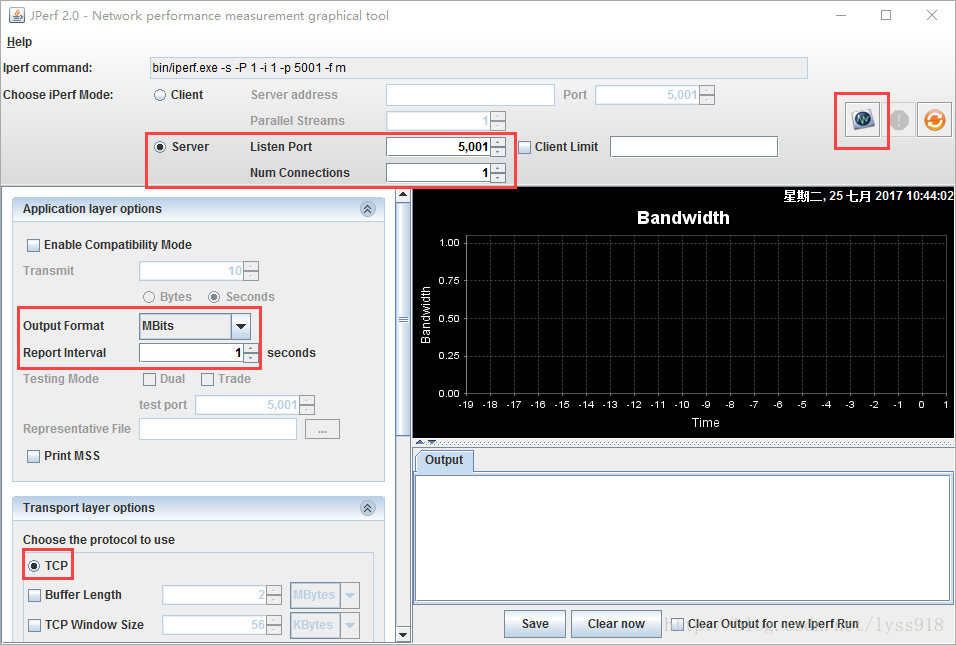 JPerf 2.0 - Network performance measurement graphical tool
Help
Iperf command:
bin/iperf.exe -s -P 1 -i 1 -p 5001 -f m
Choose iPerf Mode:
Client
Server address
Port
5,001
Parallel Streams
1
Server
Listen Port
5,001
Client Limit
Num Connections
1
Application layer options
Enable Compatibility Mode
Transmit
10
Bytes
Seconds
Output Format
MBits
Report Interval
1
seconds
Testing Mode
Dual
Trade
test port
5,001
Representative File
...
Print MSS
Transport layer options
Choose the protocol to use
TCP
Buffer Length
2
MBytes
TCP Window Size
56
KBytes
星期二, 25 七月 2017 10:44:02
Bandwidth
Bandwidth
1.00
0.75
0.50
0.25
0.00
-19 -18 -17 -16 -15 -14 -13 -12 -11 -10 -9 -8 -7 -6 -5 -4 -3 -2 -1 0 1
Time
Output
Save
Clear now
Clear Output for new Iperf Run
http://blog.csdn.net/lyss918